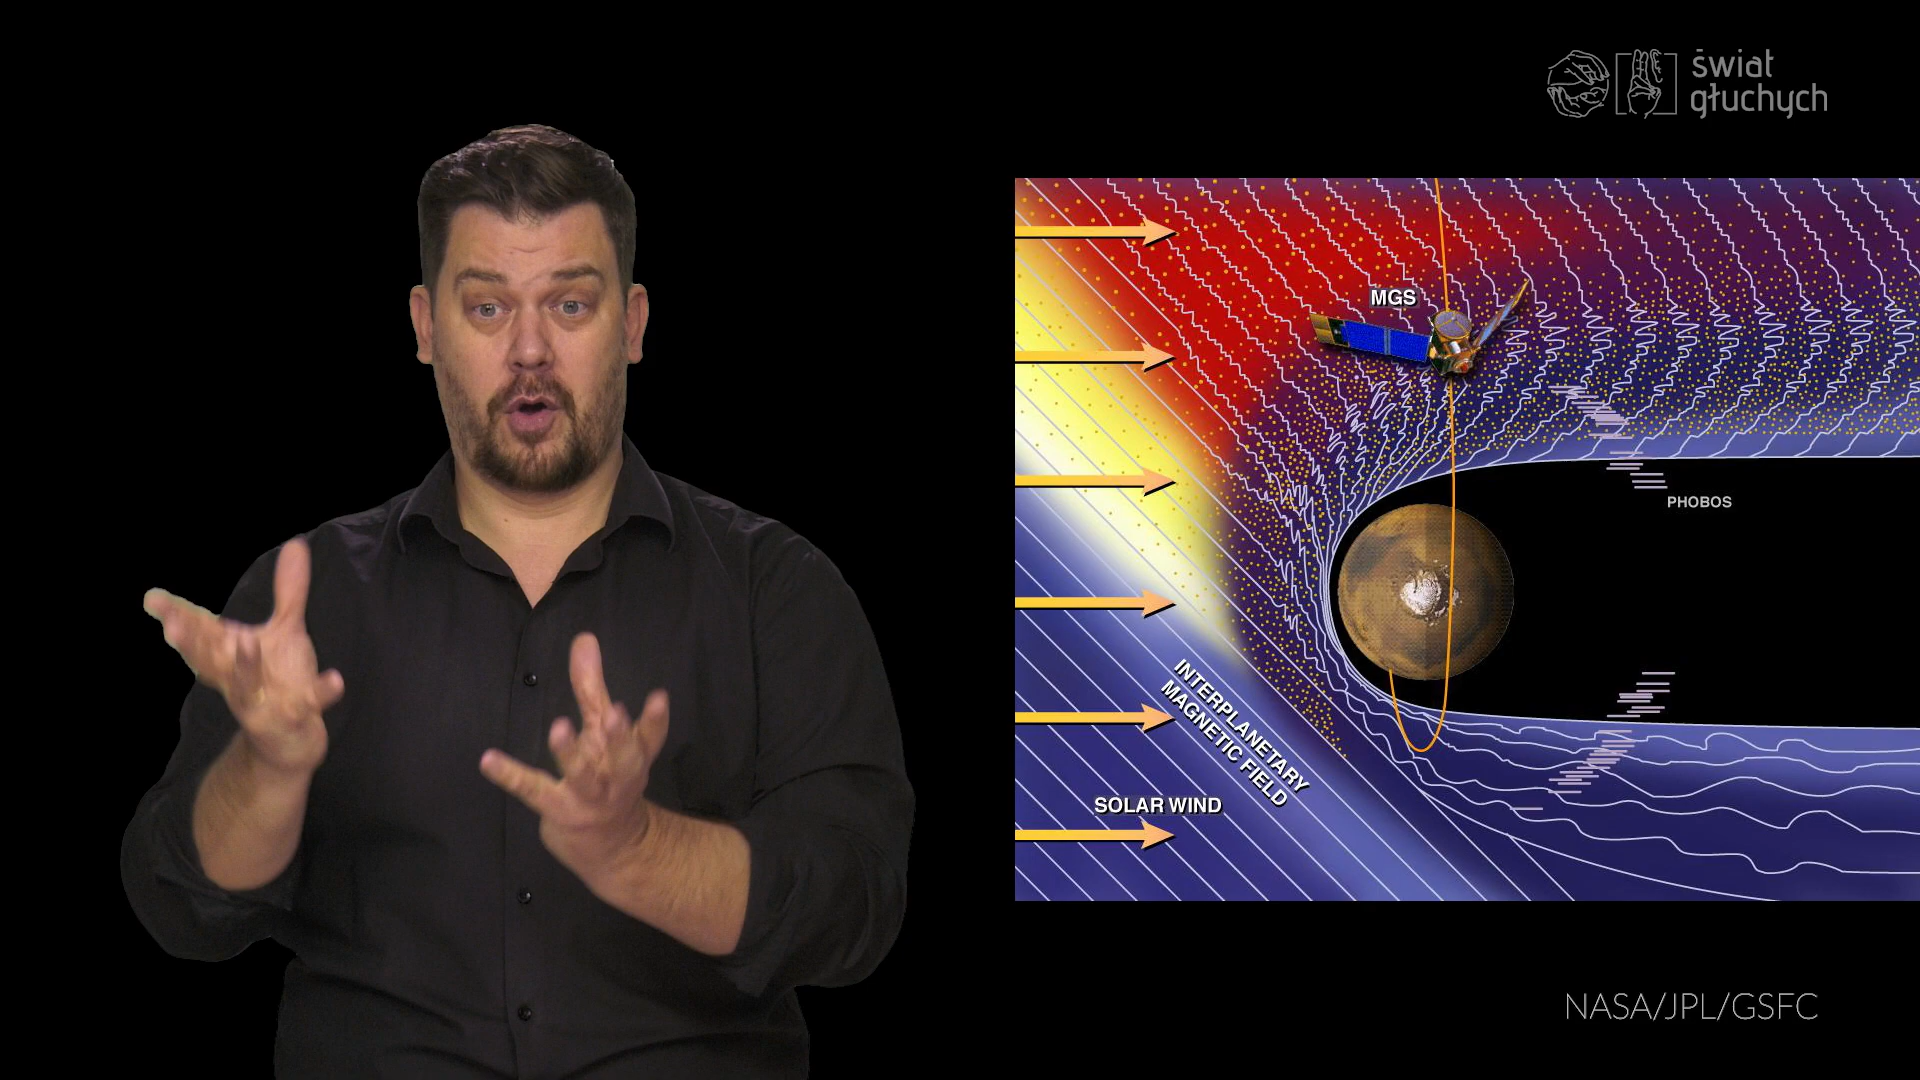 świat
głuchych
MGS
PHOBOS
INTERPLANETARY
MAGNETIC FIELD
SOLAR WIND
NASA/JPL/GSFC